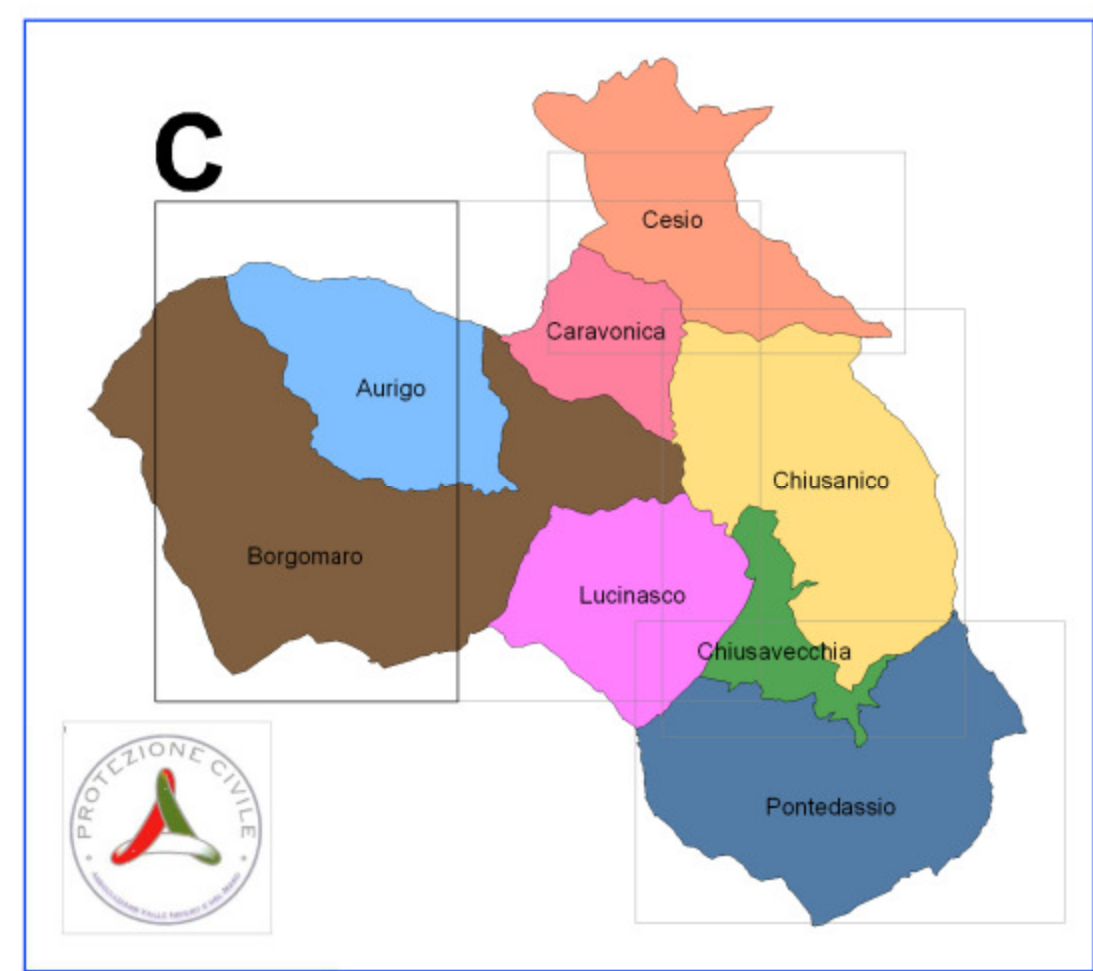 C
Cesio
Caravonica
Aurigo
Chiusanico
Borgomaro
Lucinasco
Chiusavecchia
Pontedassio
PROTEZIONE CIVILE